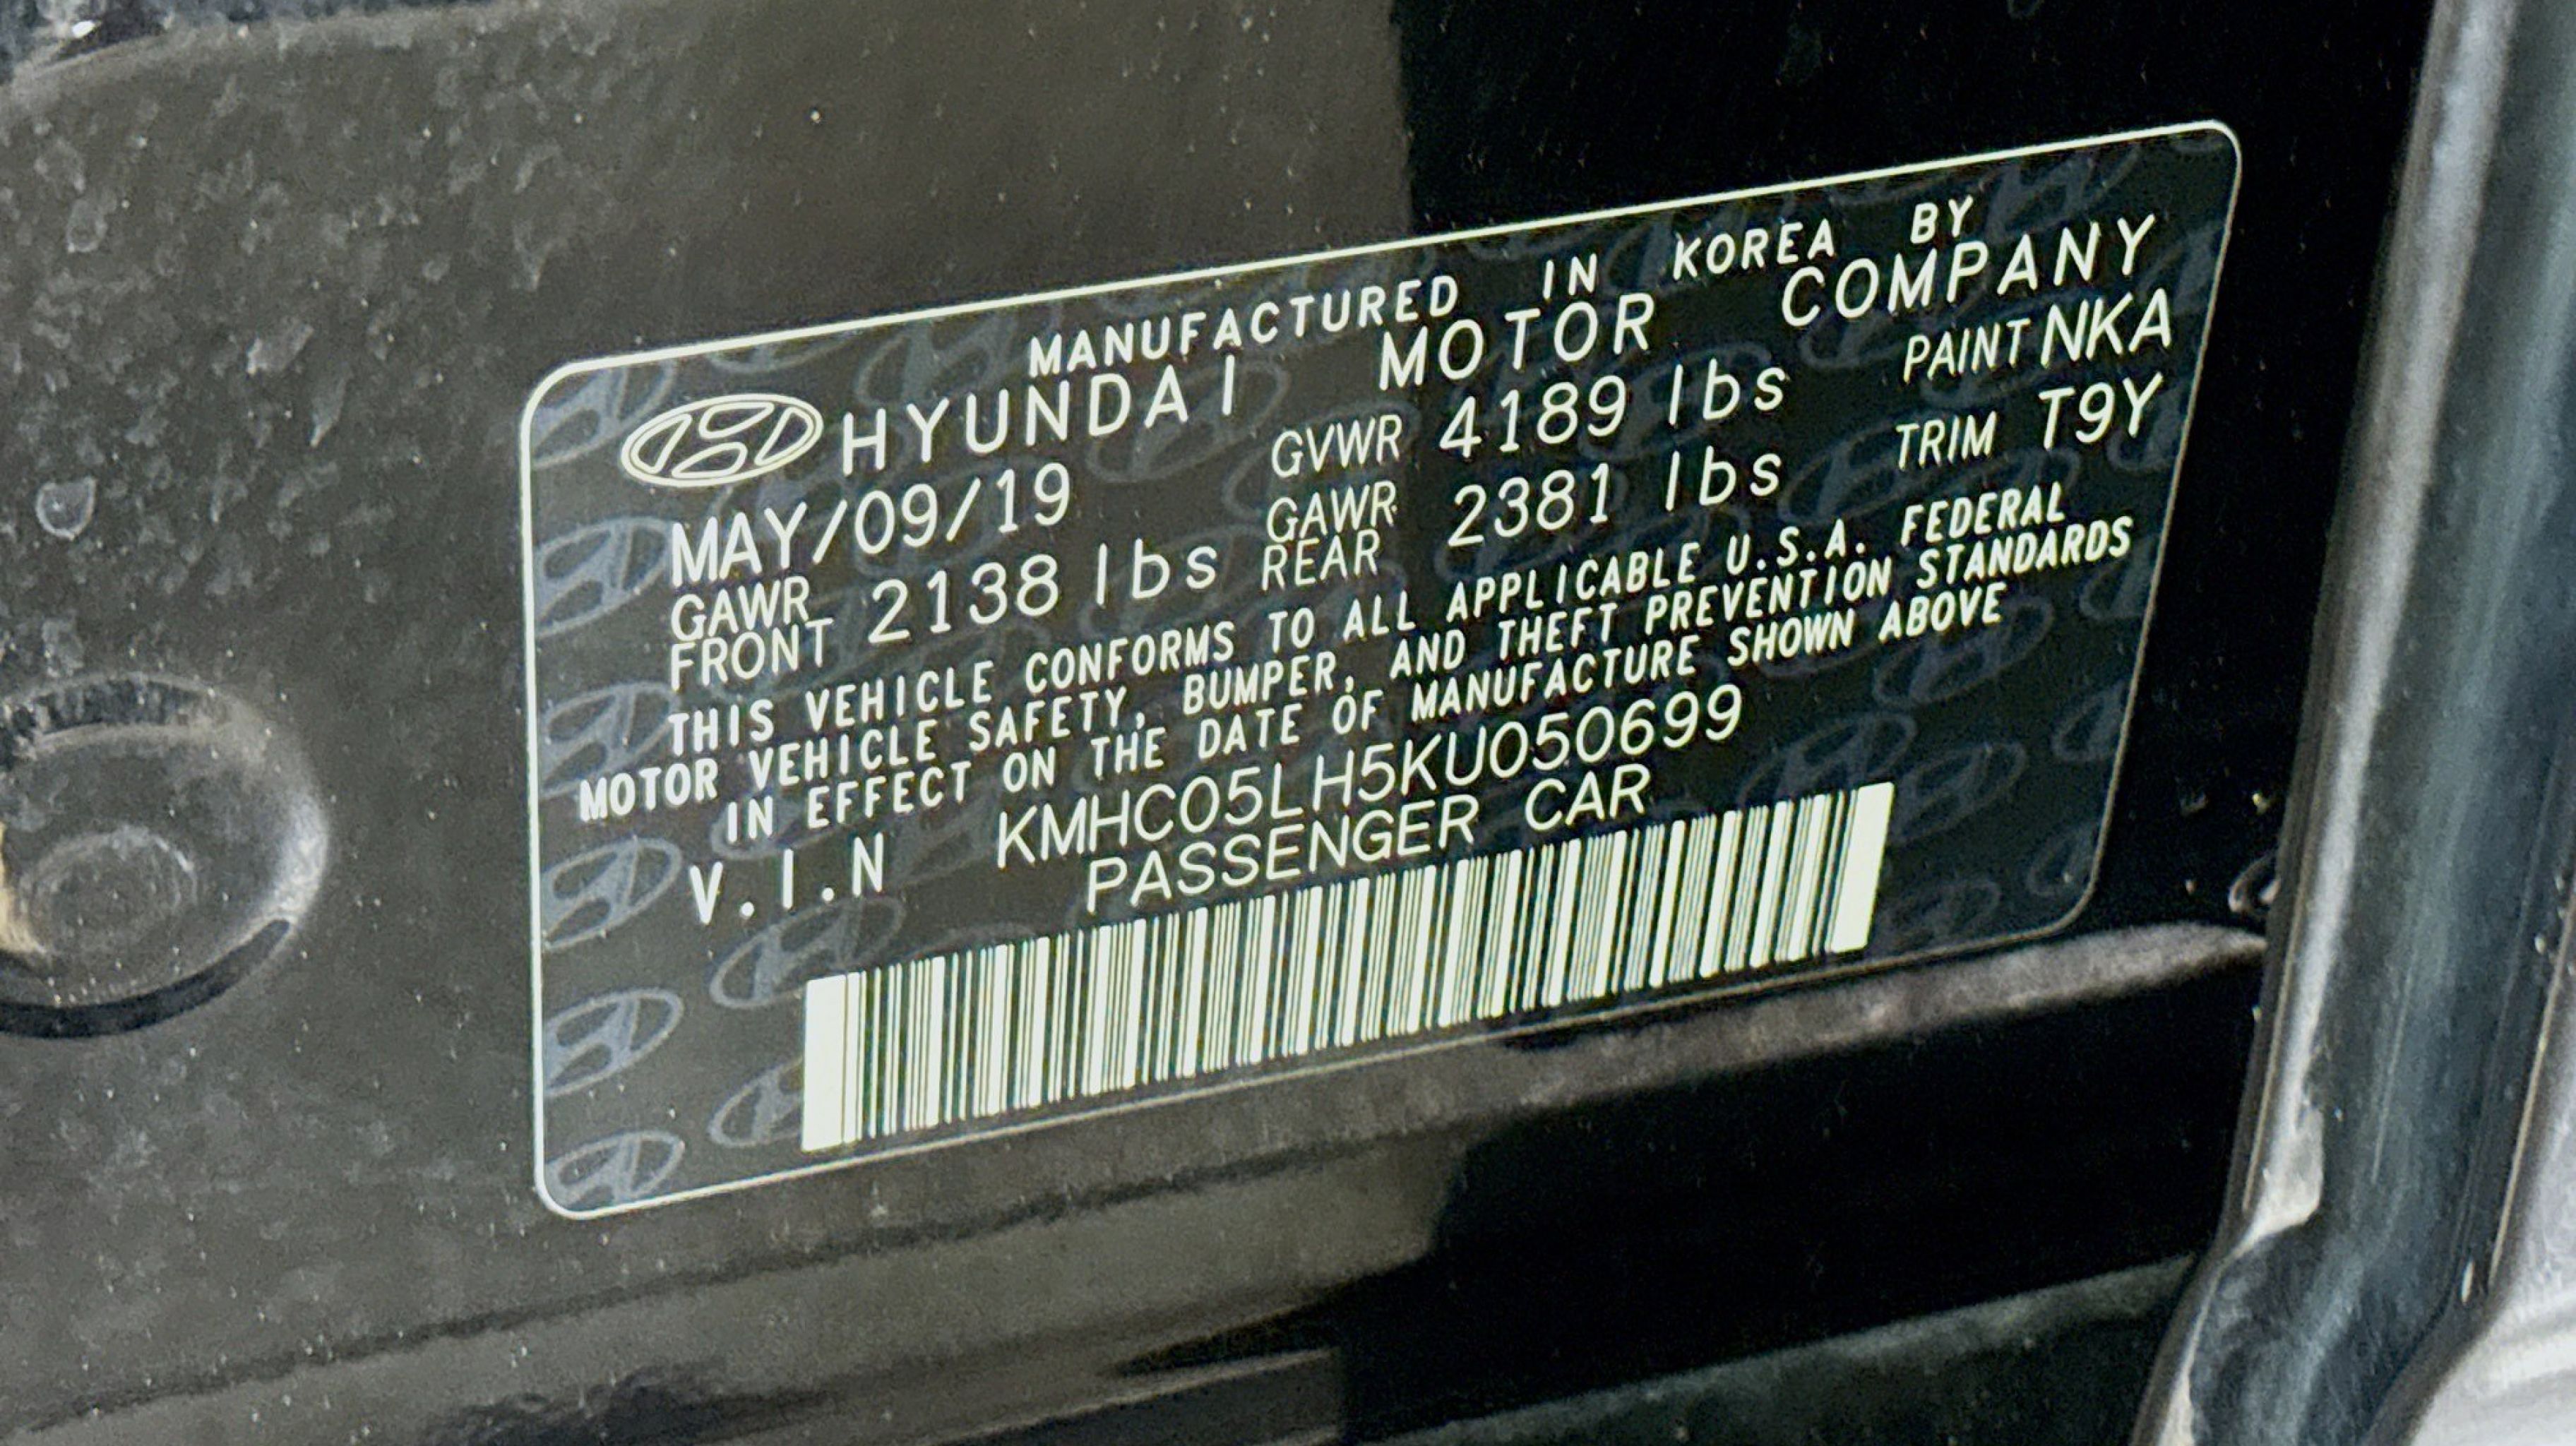 MANUFACTURED IN KOREA BY
HYUNDAI MOTOR COMPANY
MAY/09/19 GVWR 4189 lbs PAINT NKA
GAWR FRONT 2138 lbs GAWR REAR 2381 lbs TRIM T9Y
THIS VEHICLE CONFORMS TO ALL APPLICABLE U.S.A. FEDERAL
MOTOR VEHICLE SAFETY, BUMPER, AND THEFT PREVENTION STANDARDS
IN EFFECT ON THE DATE OF MANUFACTURE SHOWN ABOVE
V.I.N KMHC05LH5KU050699
PASSENGER CAR